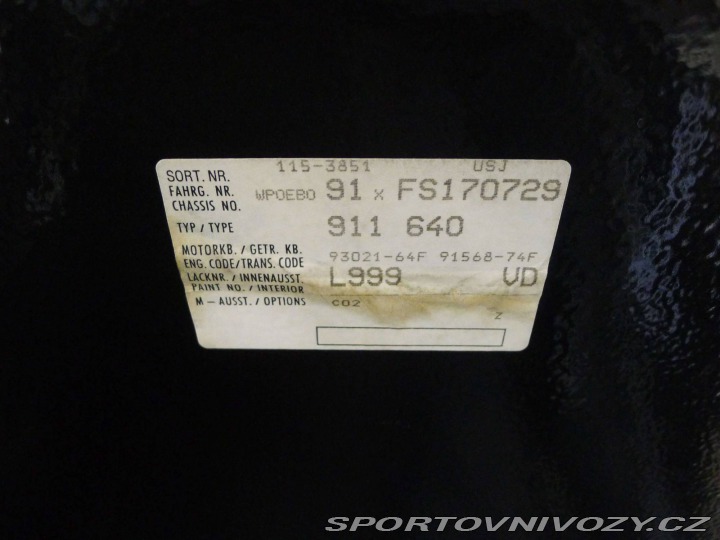 115-3851 USJ
SORT. NR.
FAHRG. NR. WPOEBO 91 x FS170729
CHASSIS NO.
TYP / TYPE 911 640
MOTORKB. / GETR. KB. 93021-64F 91568-74F
ENG. CODE/TRANS. CODE
LACKNR. / INNENAUSST. L999 VD
PAINT NO. / INTERIOR
M - AUSST. / OPTIONS C02
Z
SPORTOVNIVOZY.CZ